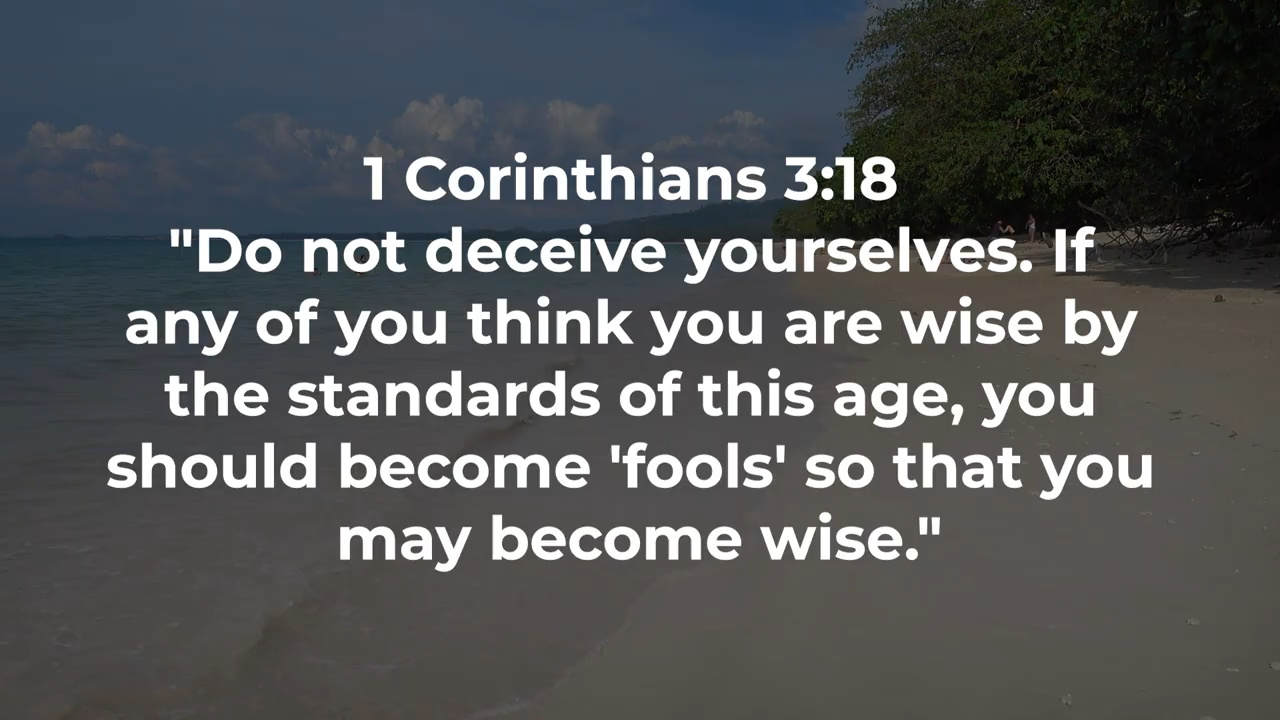 1 Corinthians 3:18
"Do not deceive yourselves. If
any of you think you are wise by
the standards of this age, you
should become 'fools' so that you
may become wise."